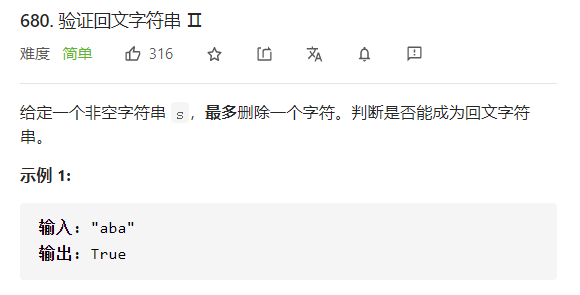 680. 验证回文字符串 Ⅱ
难度 简单 316
给定一个非空字符串 s，最多删除一个字符。判断是否能成为回文字符
串。
示例 1:
输入: "aba"
输出: True